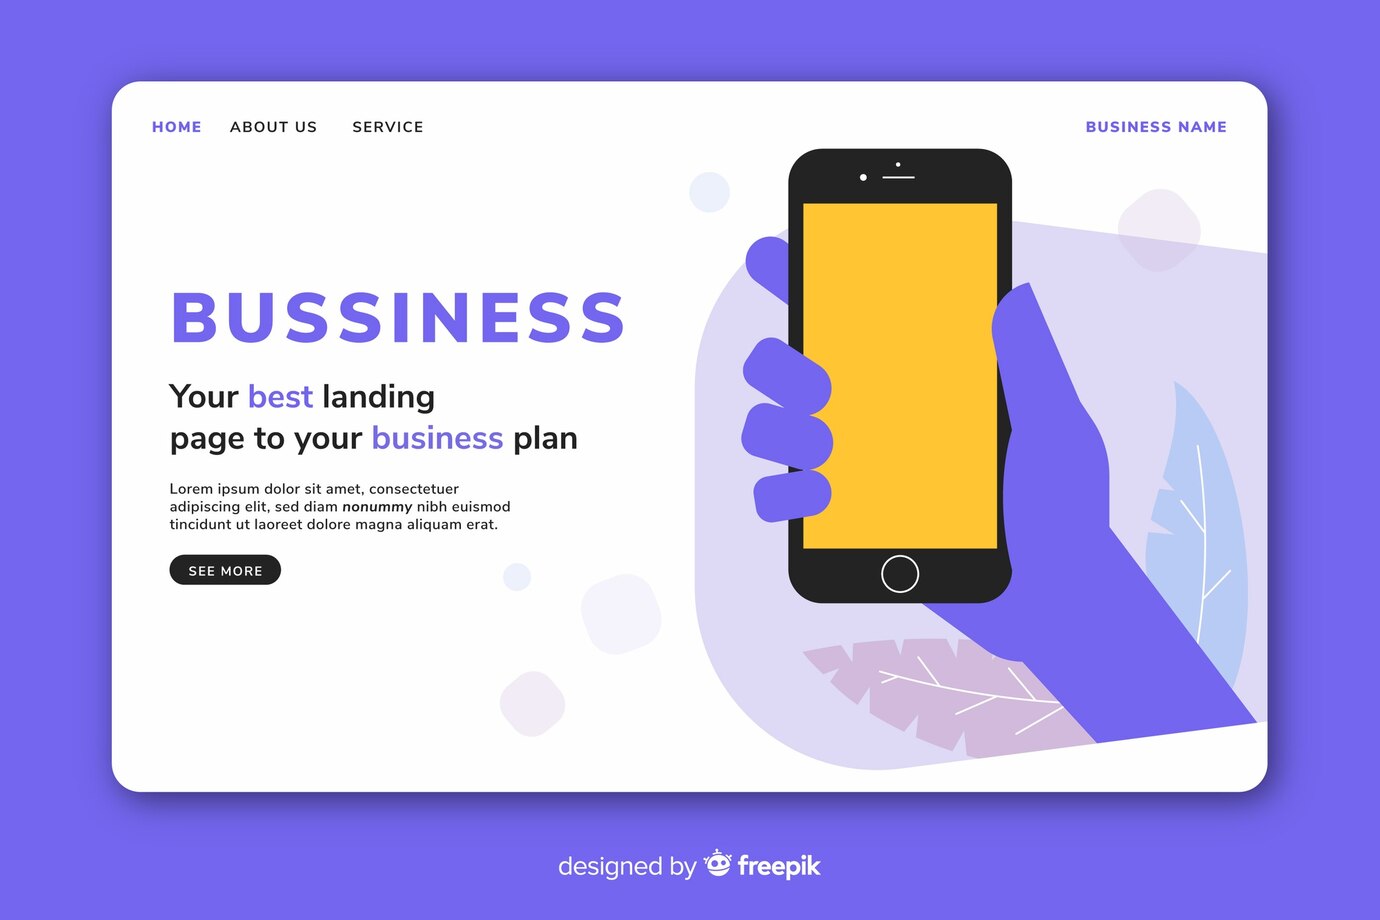 HOME ABOUT US SERVICE BUSINESS NAME
BUSSINESS
Your best landing
page to your business plan
Lorem ipsum dolor sit amet, consectetuer
adipiscing elit, sed diam nonummy nibh euismod
tincidunt ut laoreet dolore magna aliquam erat.
SEE MORE
designed by freepik